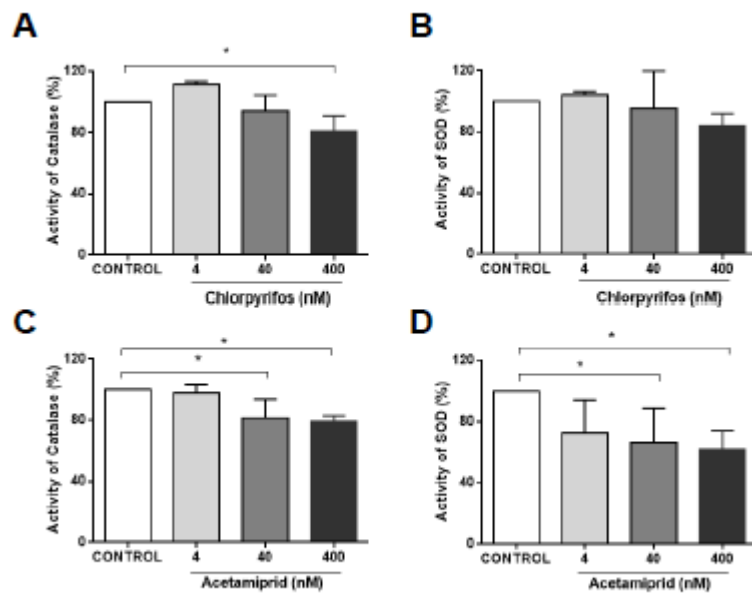 A
*
Activity of Catalase (%)
120
80
40
0
CONTROL 4 40 400
Chlorpyrifos (nM)
B
Activity of SOD (%)
120
80
40
0
CONTROL 4 40 400
Chlorpyrifos (nM)
C
*
*
Activity of Catalase (%)
120
80
40
0
CONTROL 4 40 400
Acetamiprid (nM)
D
*
*
Activity of SOD (%)
120
80
40
0
CONTROL 4 40 400
Acetamiprid (nM)